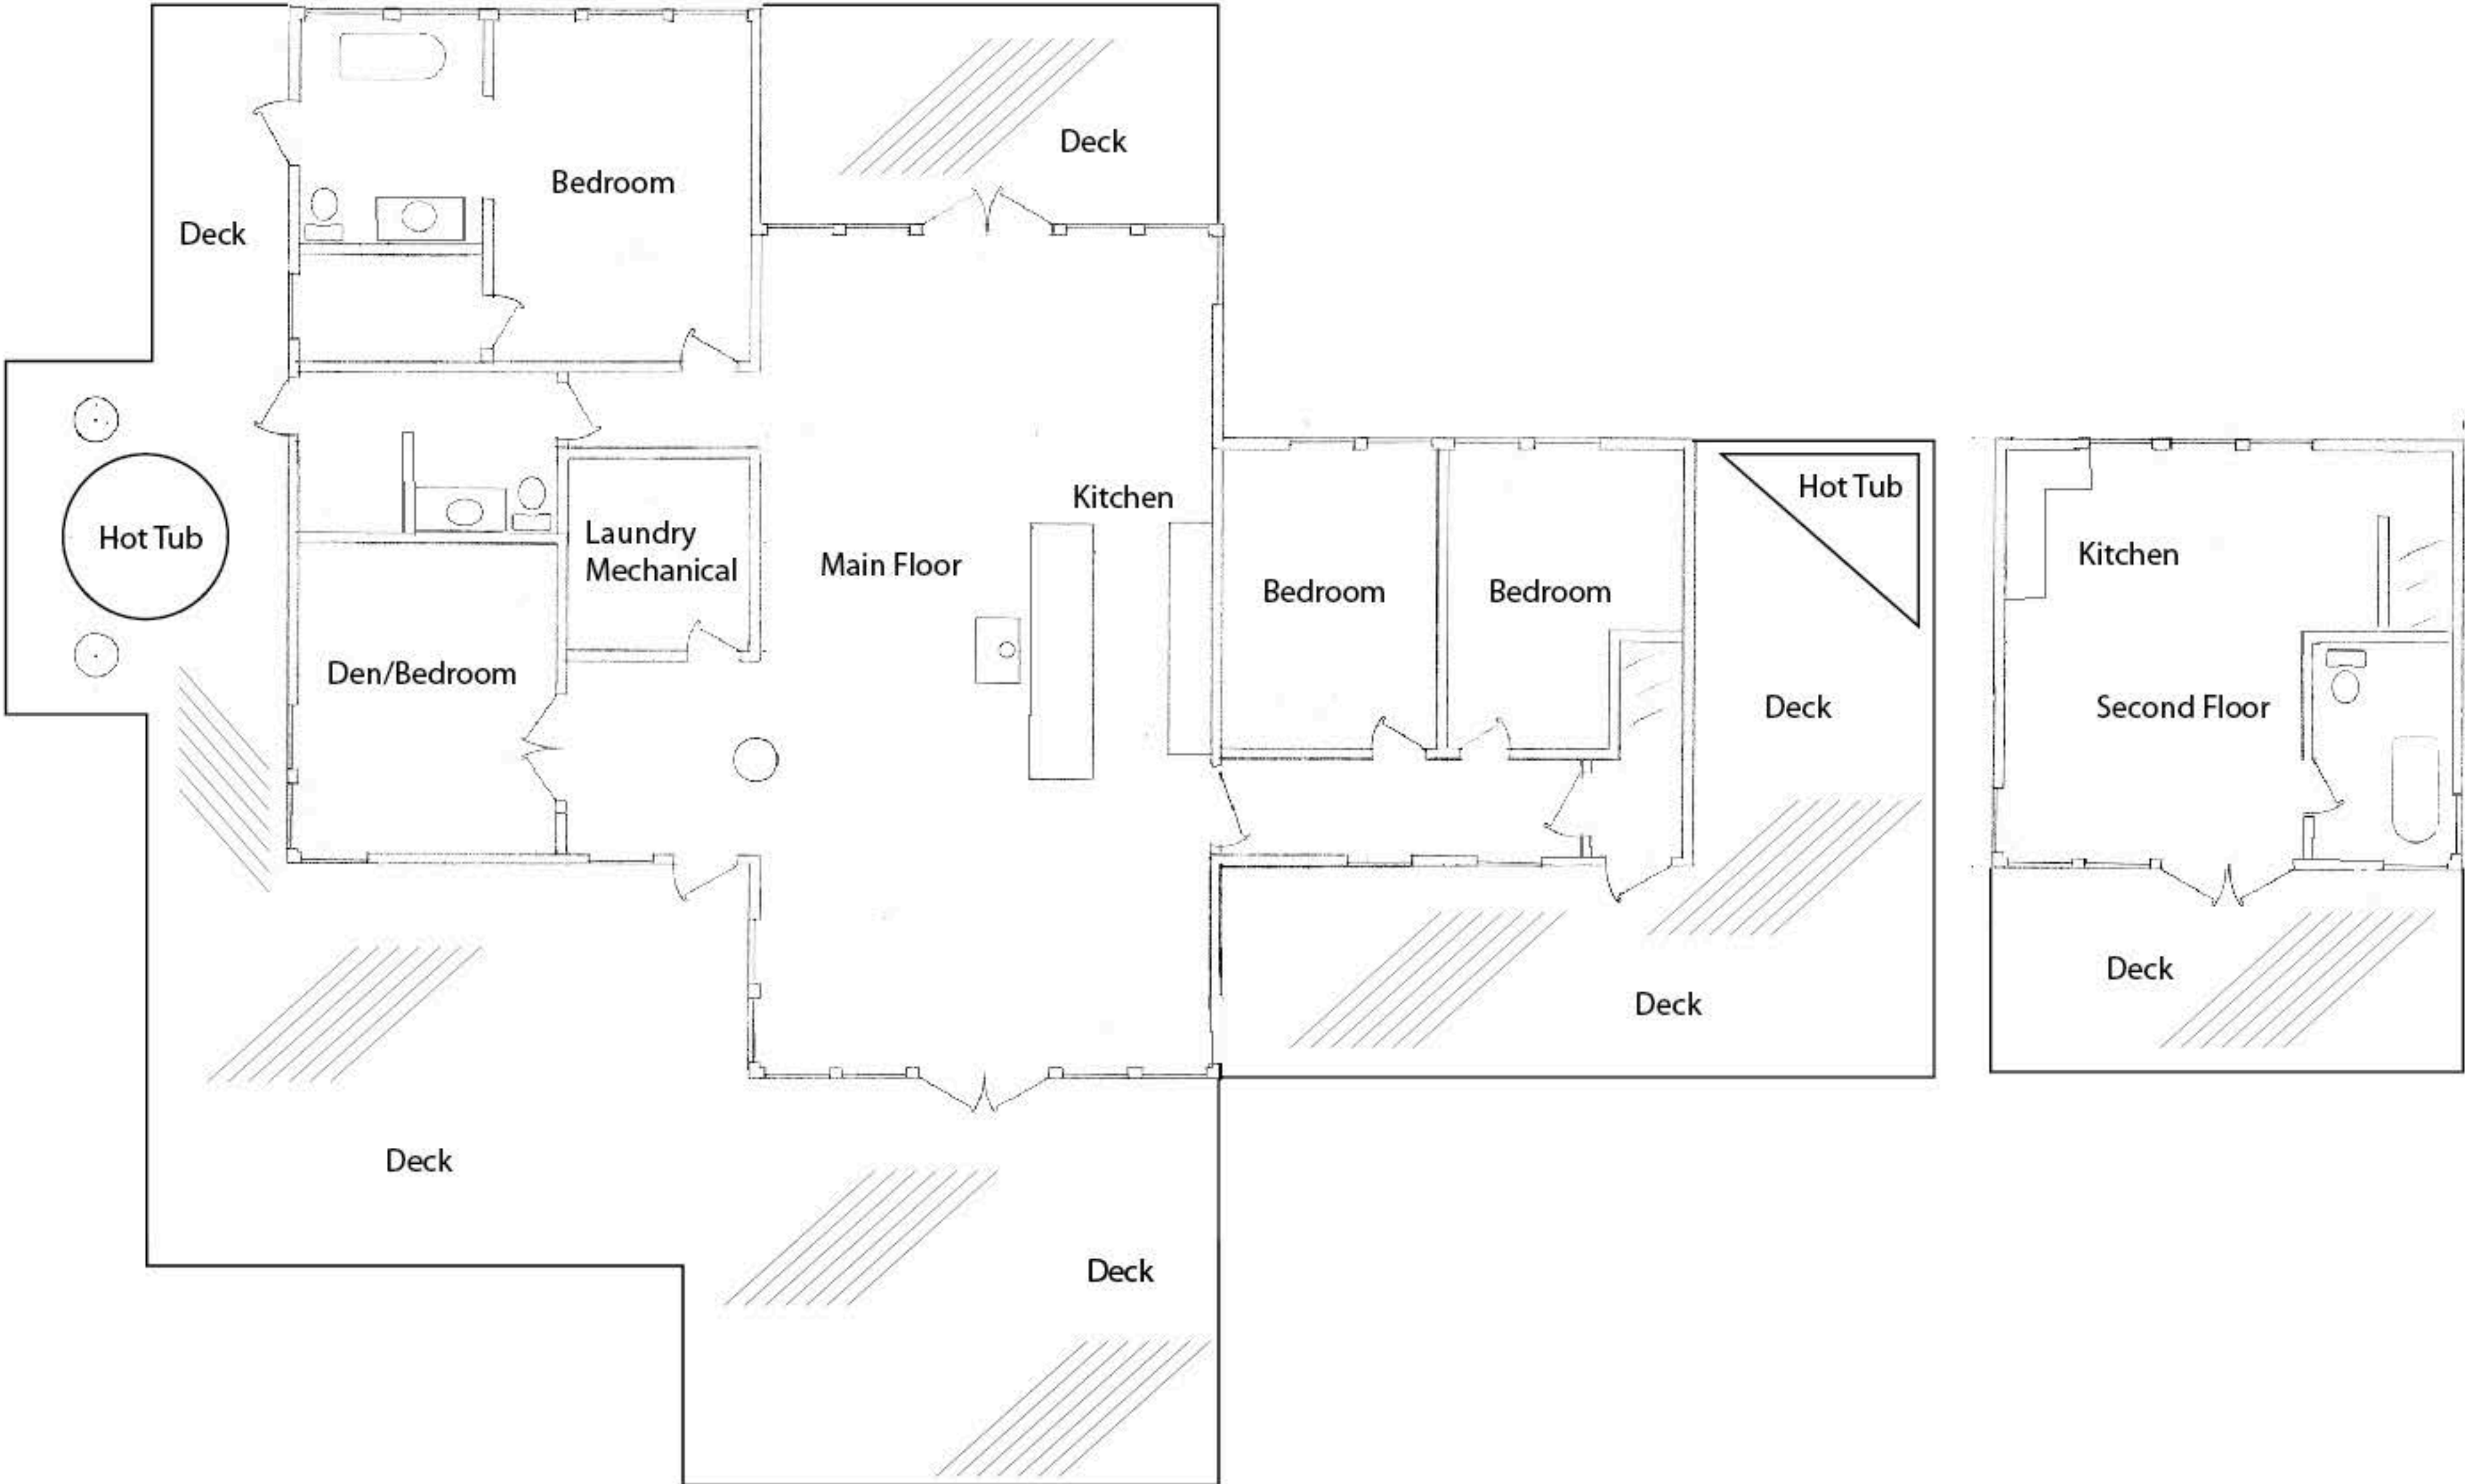 Deck
Bedroom
Deck
Hot Tub
Laundry
Mechanical
Den/Bedroom
Main Floor
Kitchen
Bedroom
Bedroom
Hot Tub
Deck
Deck
Deck
Deck
Kitchen
Second Floor
Deck